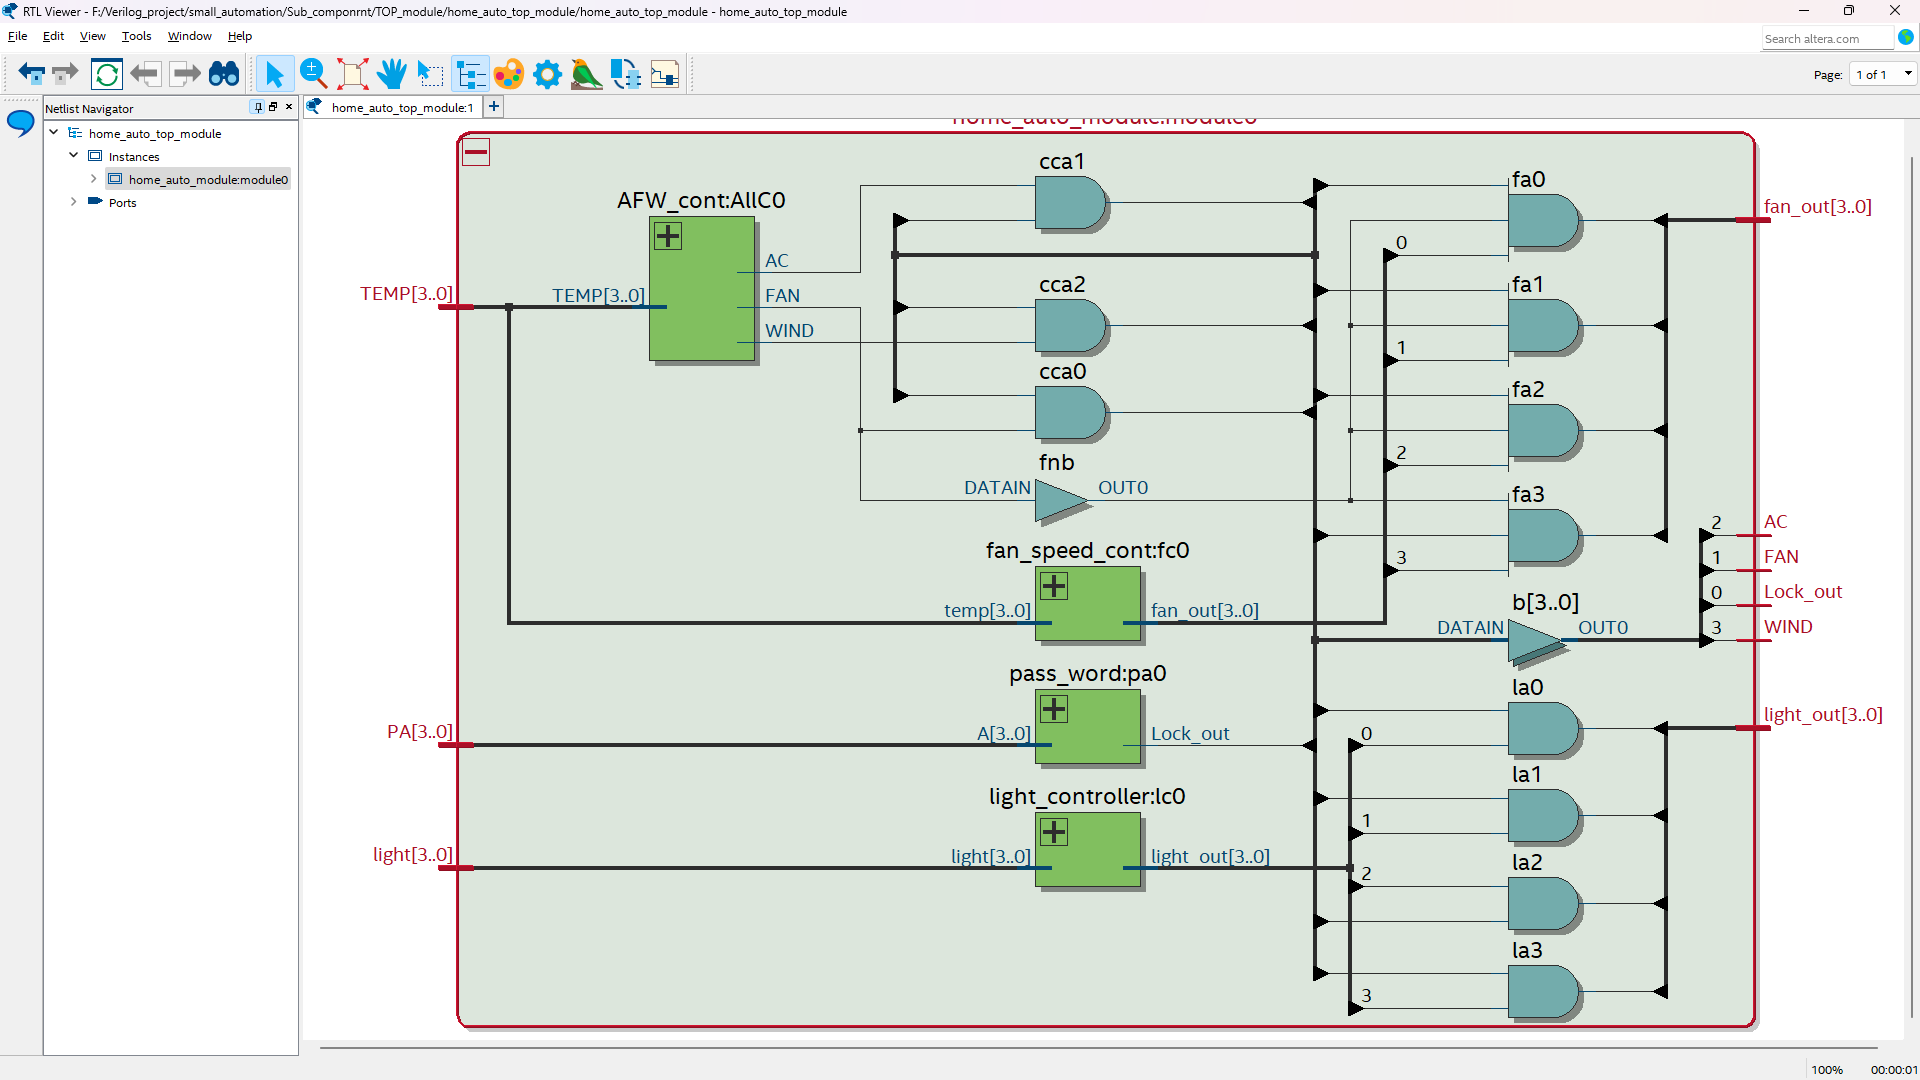 RTL Viewer - F:/Verilog_project/small_automation/Sub_componrnt/TOP_module/home_auto_top_module/home_auto_top_module - home_auto_top_module
File Edit View Tools Window Help
Search altera.com
Page: 1 of 1
Netlist Navigator
home_auto_top_module:1
home_auto_top_module
Instances
home_auto_module:module0
Ports
home_auto_module:module0
cca1
AFW_cont:AllC0
fa0
fan_out[3..0]
0
AC
TEMP[3..0]
TEMP[3..0]
FAN
cca2
fa1
WIND
1
cca0
fa2
2
fnb
DATAIN
OUT0
fa3
fan_speed_cont:fc0
3
2
AC
1
FAN
0
Lock_out
3
WIND
temp[3..0]
fan_out[3..0]
b[3..0]
DATAIN
OUT0
pass_word:pa0
la0
PA[3..0]
A[3..0]
Lock_out
0
light_out[3..0]
light_controller:lc0
la1
1
light[3..0]
light[3..0]
light_out[3..0]
la2
2
la3
3
100%
00:00:01